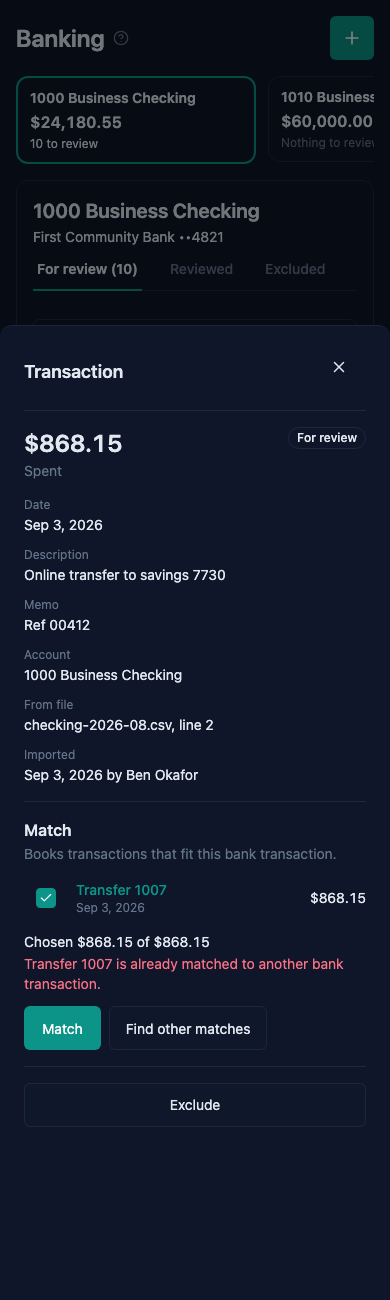 Banking
1000 Business Checking
$24,180.55
10 to review
1010 Business
$60,000.00
Nothing to review
1000 Business Checking
First Community Bank ••4821
For review (10)
Reviewed
Excluded
Transaction
$868.15
For review
Spent
Date
Sep 3, 2026
Description
Online transfer to savings 7730
Memo
Ref 00412
Account
1000 Business Checking
From file
checking-2026-08.csv, line 2
Imported
Sep 3, 2026 by Ben Okafor
Match
Books transactions that fit this bank transaction.
Transfer 1007
$868.15
Sep 3, 2026
Chosen $868.15 of $868.15
Transfer 1007 is already matched to another bank
transaction.
Match
Find other matches
Exclude